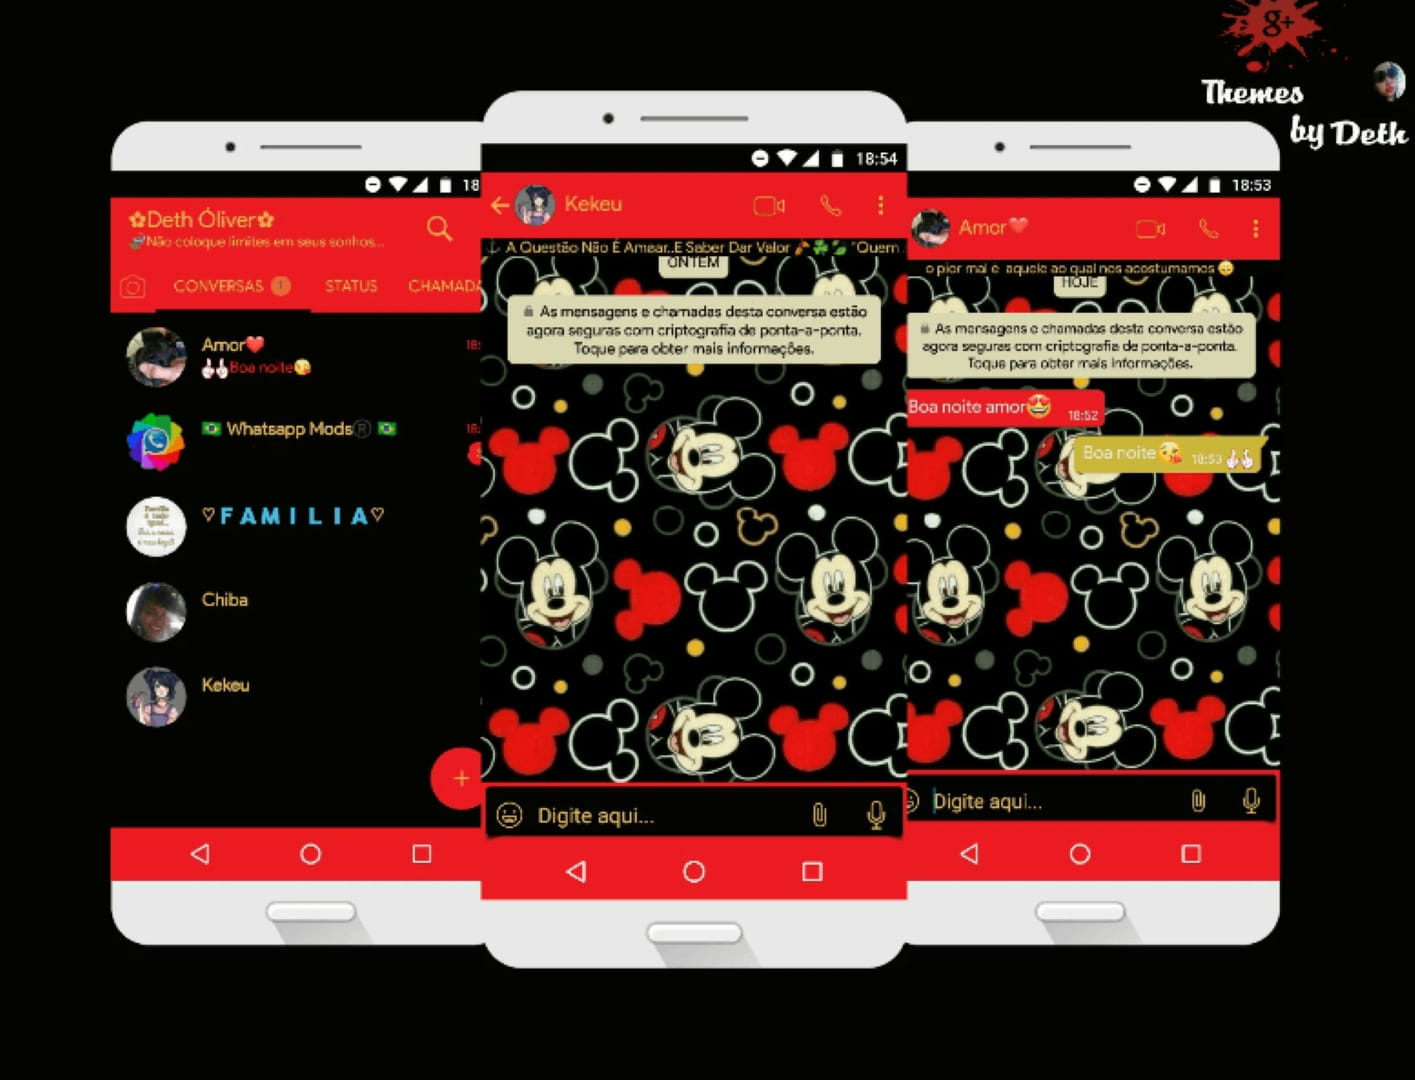 g+
Themes
by Deth
18
✿Deth Óliver✿
Não coloque limites em seus sonhos...
CONVERSAS 1
STATUS
CHAMADA
Amor❤
18:
Boa noite😘
🇧🇷 Whatsapp Mods®️ 🇧🇷
18:
♡FAMILIA♡
Chiba
Kekeu
+
18:54
Kekeu
A Questão Não É Amaar..E Saber Dar Valor 🍂☘🍃 "Quem
ONTEM
As mensagens e chamadas desta conversa estão
agora seguras com criptografia de ponta-a-ponta.
Toque para obter mais informações.
Digite aqui...
18:53
Amor❤
o pior mal é aquele ao qual nos acostumamos
HOJE
As mensagens e chamadas desta conversa estão
agora seguras com criptografia de ponta-a-ponta.
Toque para obter mais informações.
Boa noite amor😍 18:52
Boa noite😘 18:53
Digite aqui...